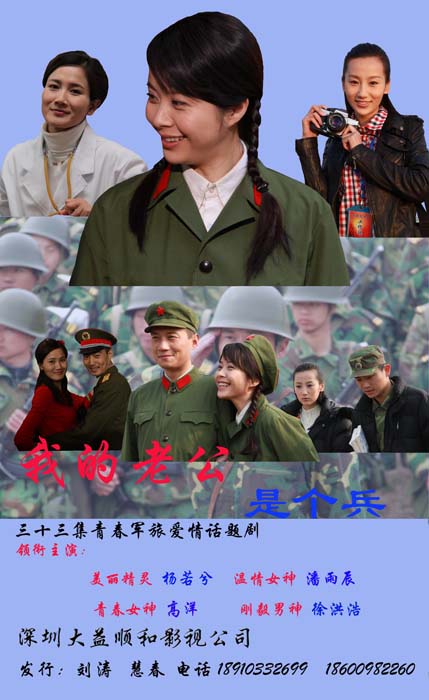 我的老公
是个兵
三十三集青春军旅爱情话题剧
领衔主演：
美丽精灵 杨若兮 温情女神 潘雨辰
青春女神 高洋 刚毅男神 徐洪浩
深圳大益顺和影视公司
发行：刘涛 慧春 电话 18910332699 18600982260